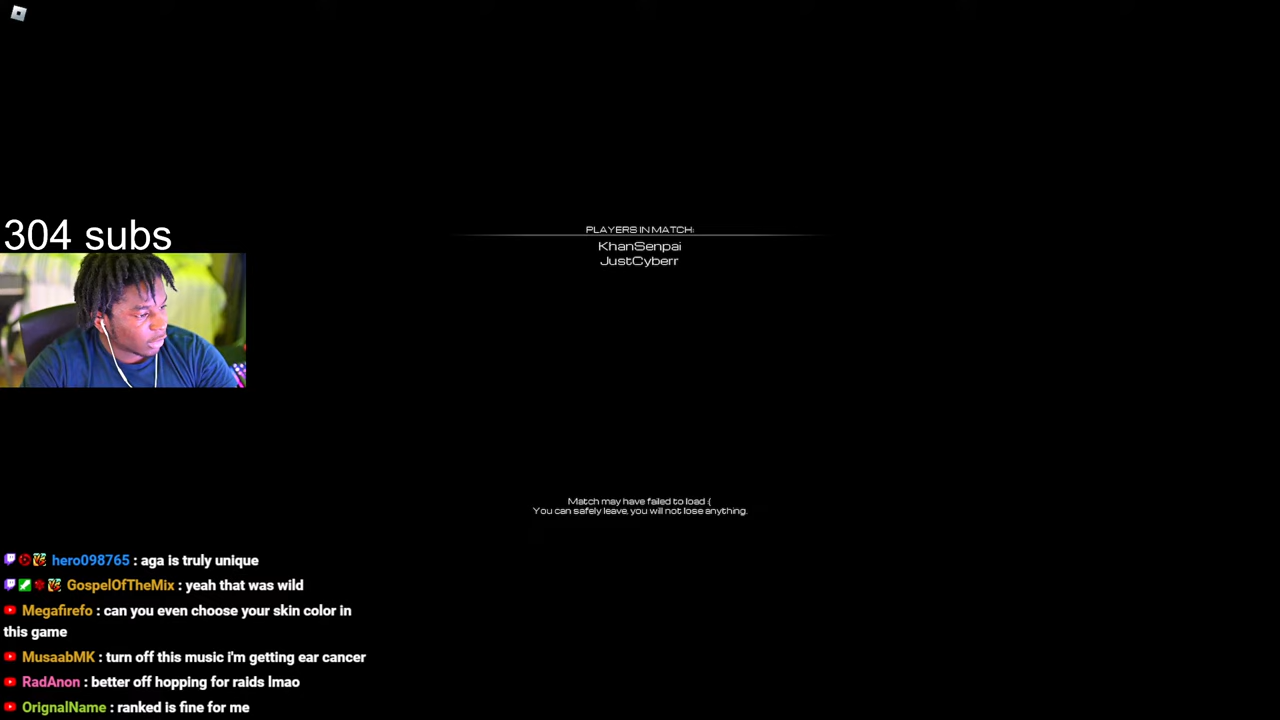 PLAYERS IN MATCH:
KhanSenpai
JustCyberr
304 subs
Match may have failed to load :(
You can safely leave, you will not lose anything.
hero098765 : aga is truly unique
GospelOfTheMix : yeah that was wild
Megafirefo : can you even choose your skin color in
this game
MusaabMK : turn off this music i'm getting ear cancer
RadAnon : better off hopping for raids lmao
OrignalName : ranked is fine for me